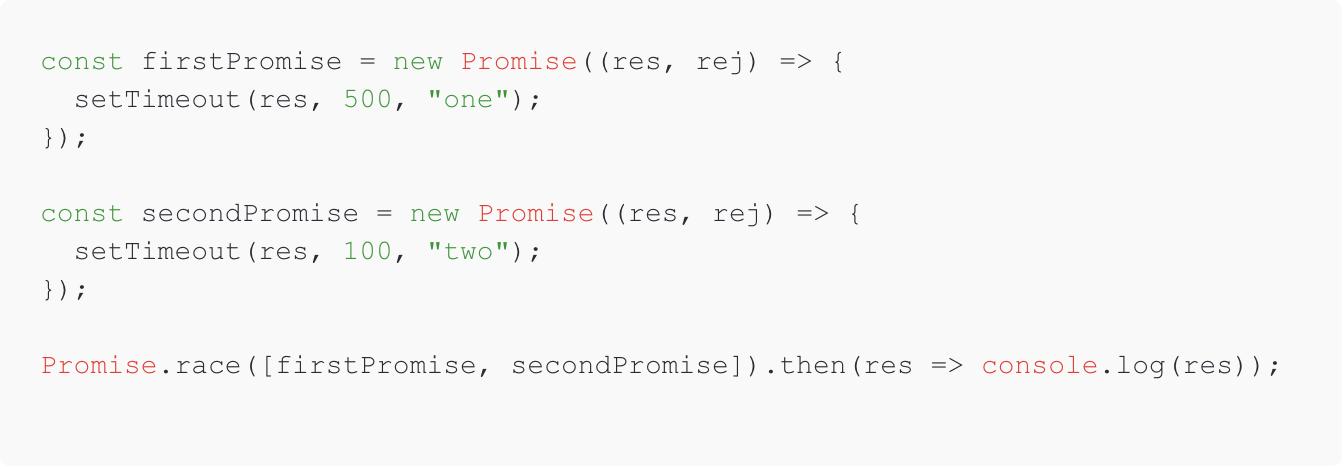 const firstPromise = new Promise((res, rej) => {
  setTimeout(res, 500, "one");
});

const secondPromise = new Promise((res, rej) => {
  setTimeout(res, 100, "two");
});

Promise.race([firstPromise, secondPromise]).then(res => console.log(res));